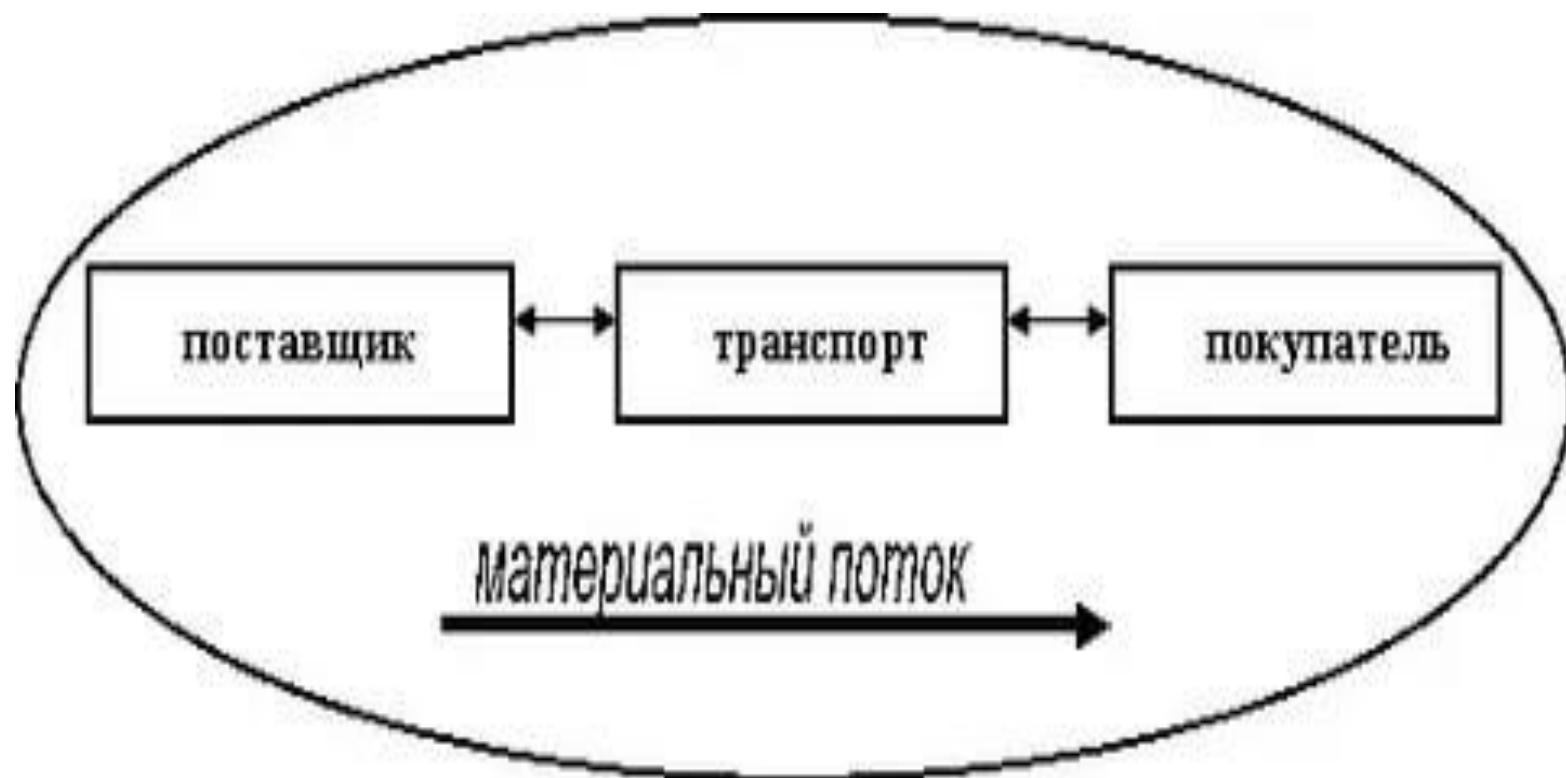 поставщик
транспорт
покупатель
материальный поток